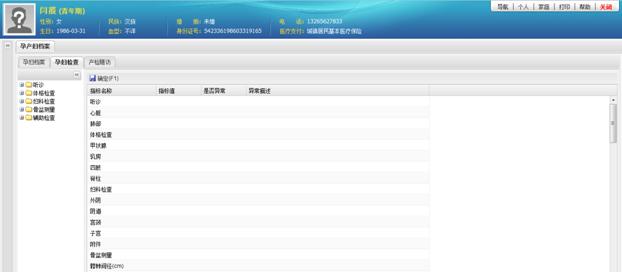 闫霞 (青年期)
导航 个人 家庭 打印 帮助 关闭
性别: 女 民族: 汉族 婚 姻: 未婚 电 话: 13265627833
生日: 1986-03-31 血型: 不详 身份证号: 542336198603319165 医疗支付: 城镇居民基本医疗保险
孕产妇档案
孕妇档案 孕妇检查 产检随访
听诊
体格检查
妇科检查
骨盆测量
辅助检查
确定(F1)
指标名称 指标值 是否异常 异常描述
听诊
心脏
肺部
体格检查
甲状腺
乳房
四肢
脊柱
妇科检查
外阴
阴道
宫颈
子宫
附件
骨盆测量
髂棘间径(cm)